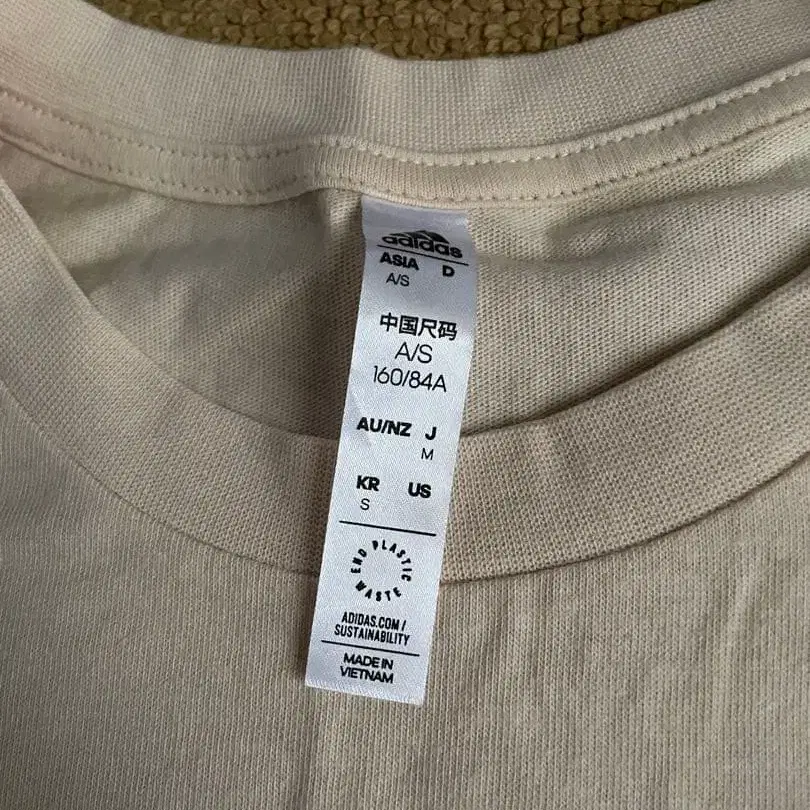 adidas
ASIA D
A/S
中国尺码
A/S
160/84A
AU/NZ J
M
KR US
S
END PLASTIC WASTE
ADIDAS.COM/
SUSTAINABILITY
MADE IN
VIETNAM